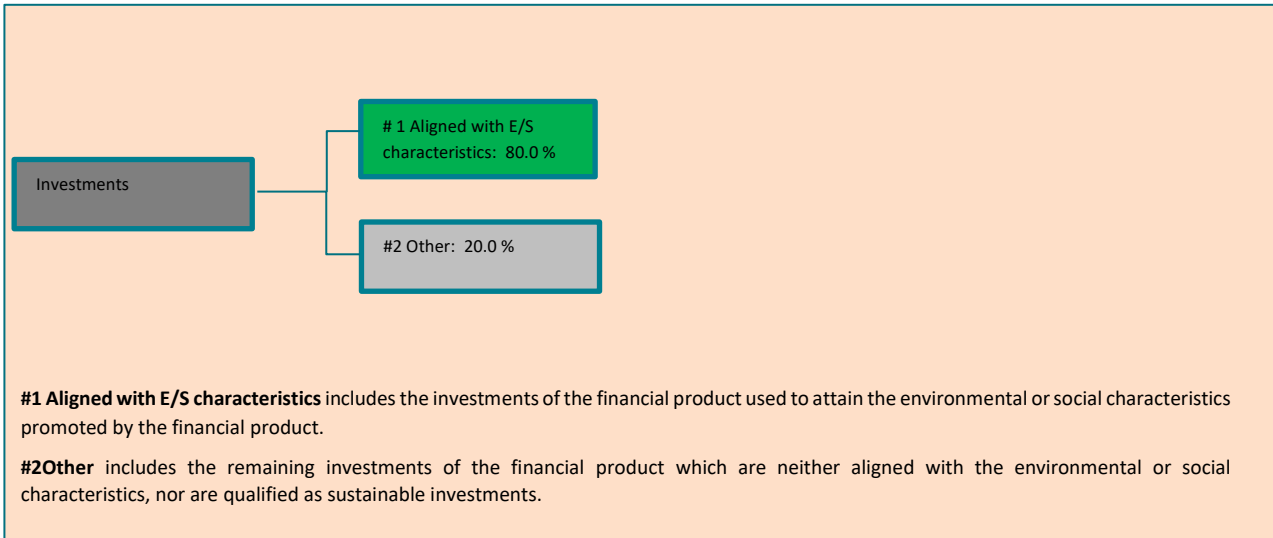 # 1 Aligned with E/S
characteristics: 80.0 %
Investments
#2 Other: 20.0 %
#1 Aligned with E/S characteristics includes the investments of the financial product used to attain the environmental or social characteristics
promoted by the financial product.
#2Other includes the remaining investments of the financial product which are neither aligned with the environmental or social
characteristics, nor are qualified as sustainable investments.